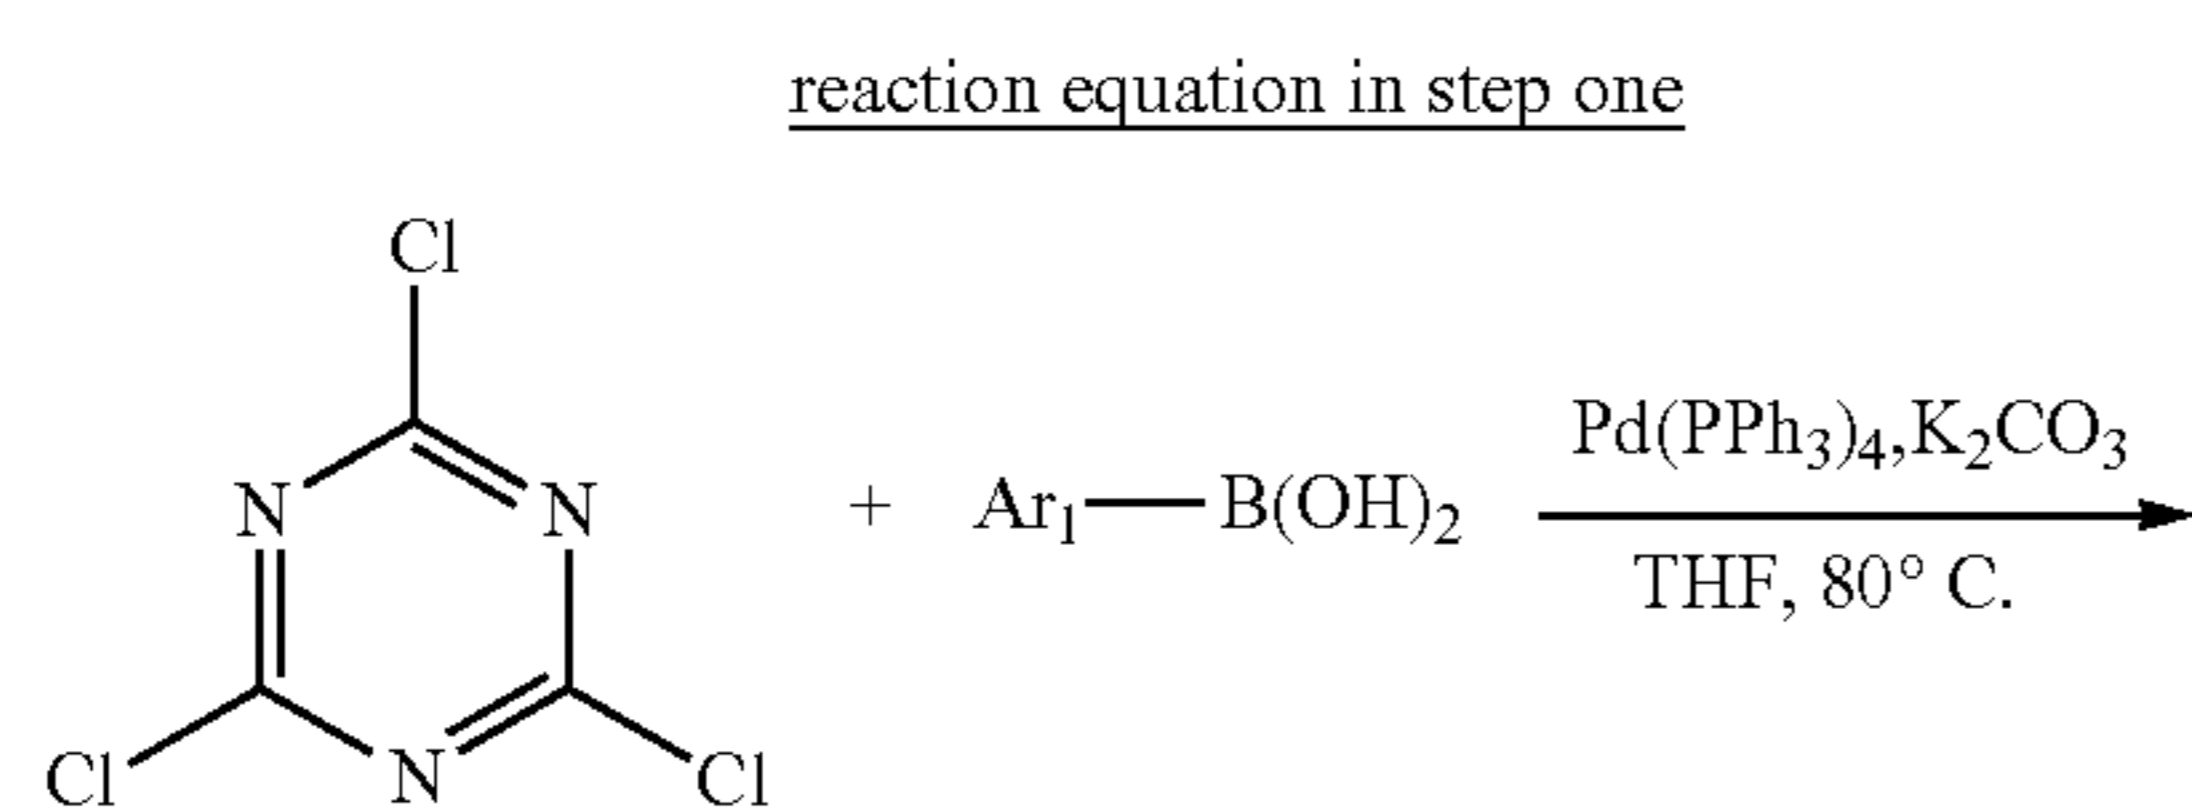 reaction equation in step one
Cl
N
N
+ Ar₁—B(OH)₂
Pd(PPh₃)₄,K₂CO₃
THF, 80° C.
Cl
N
Cl